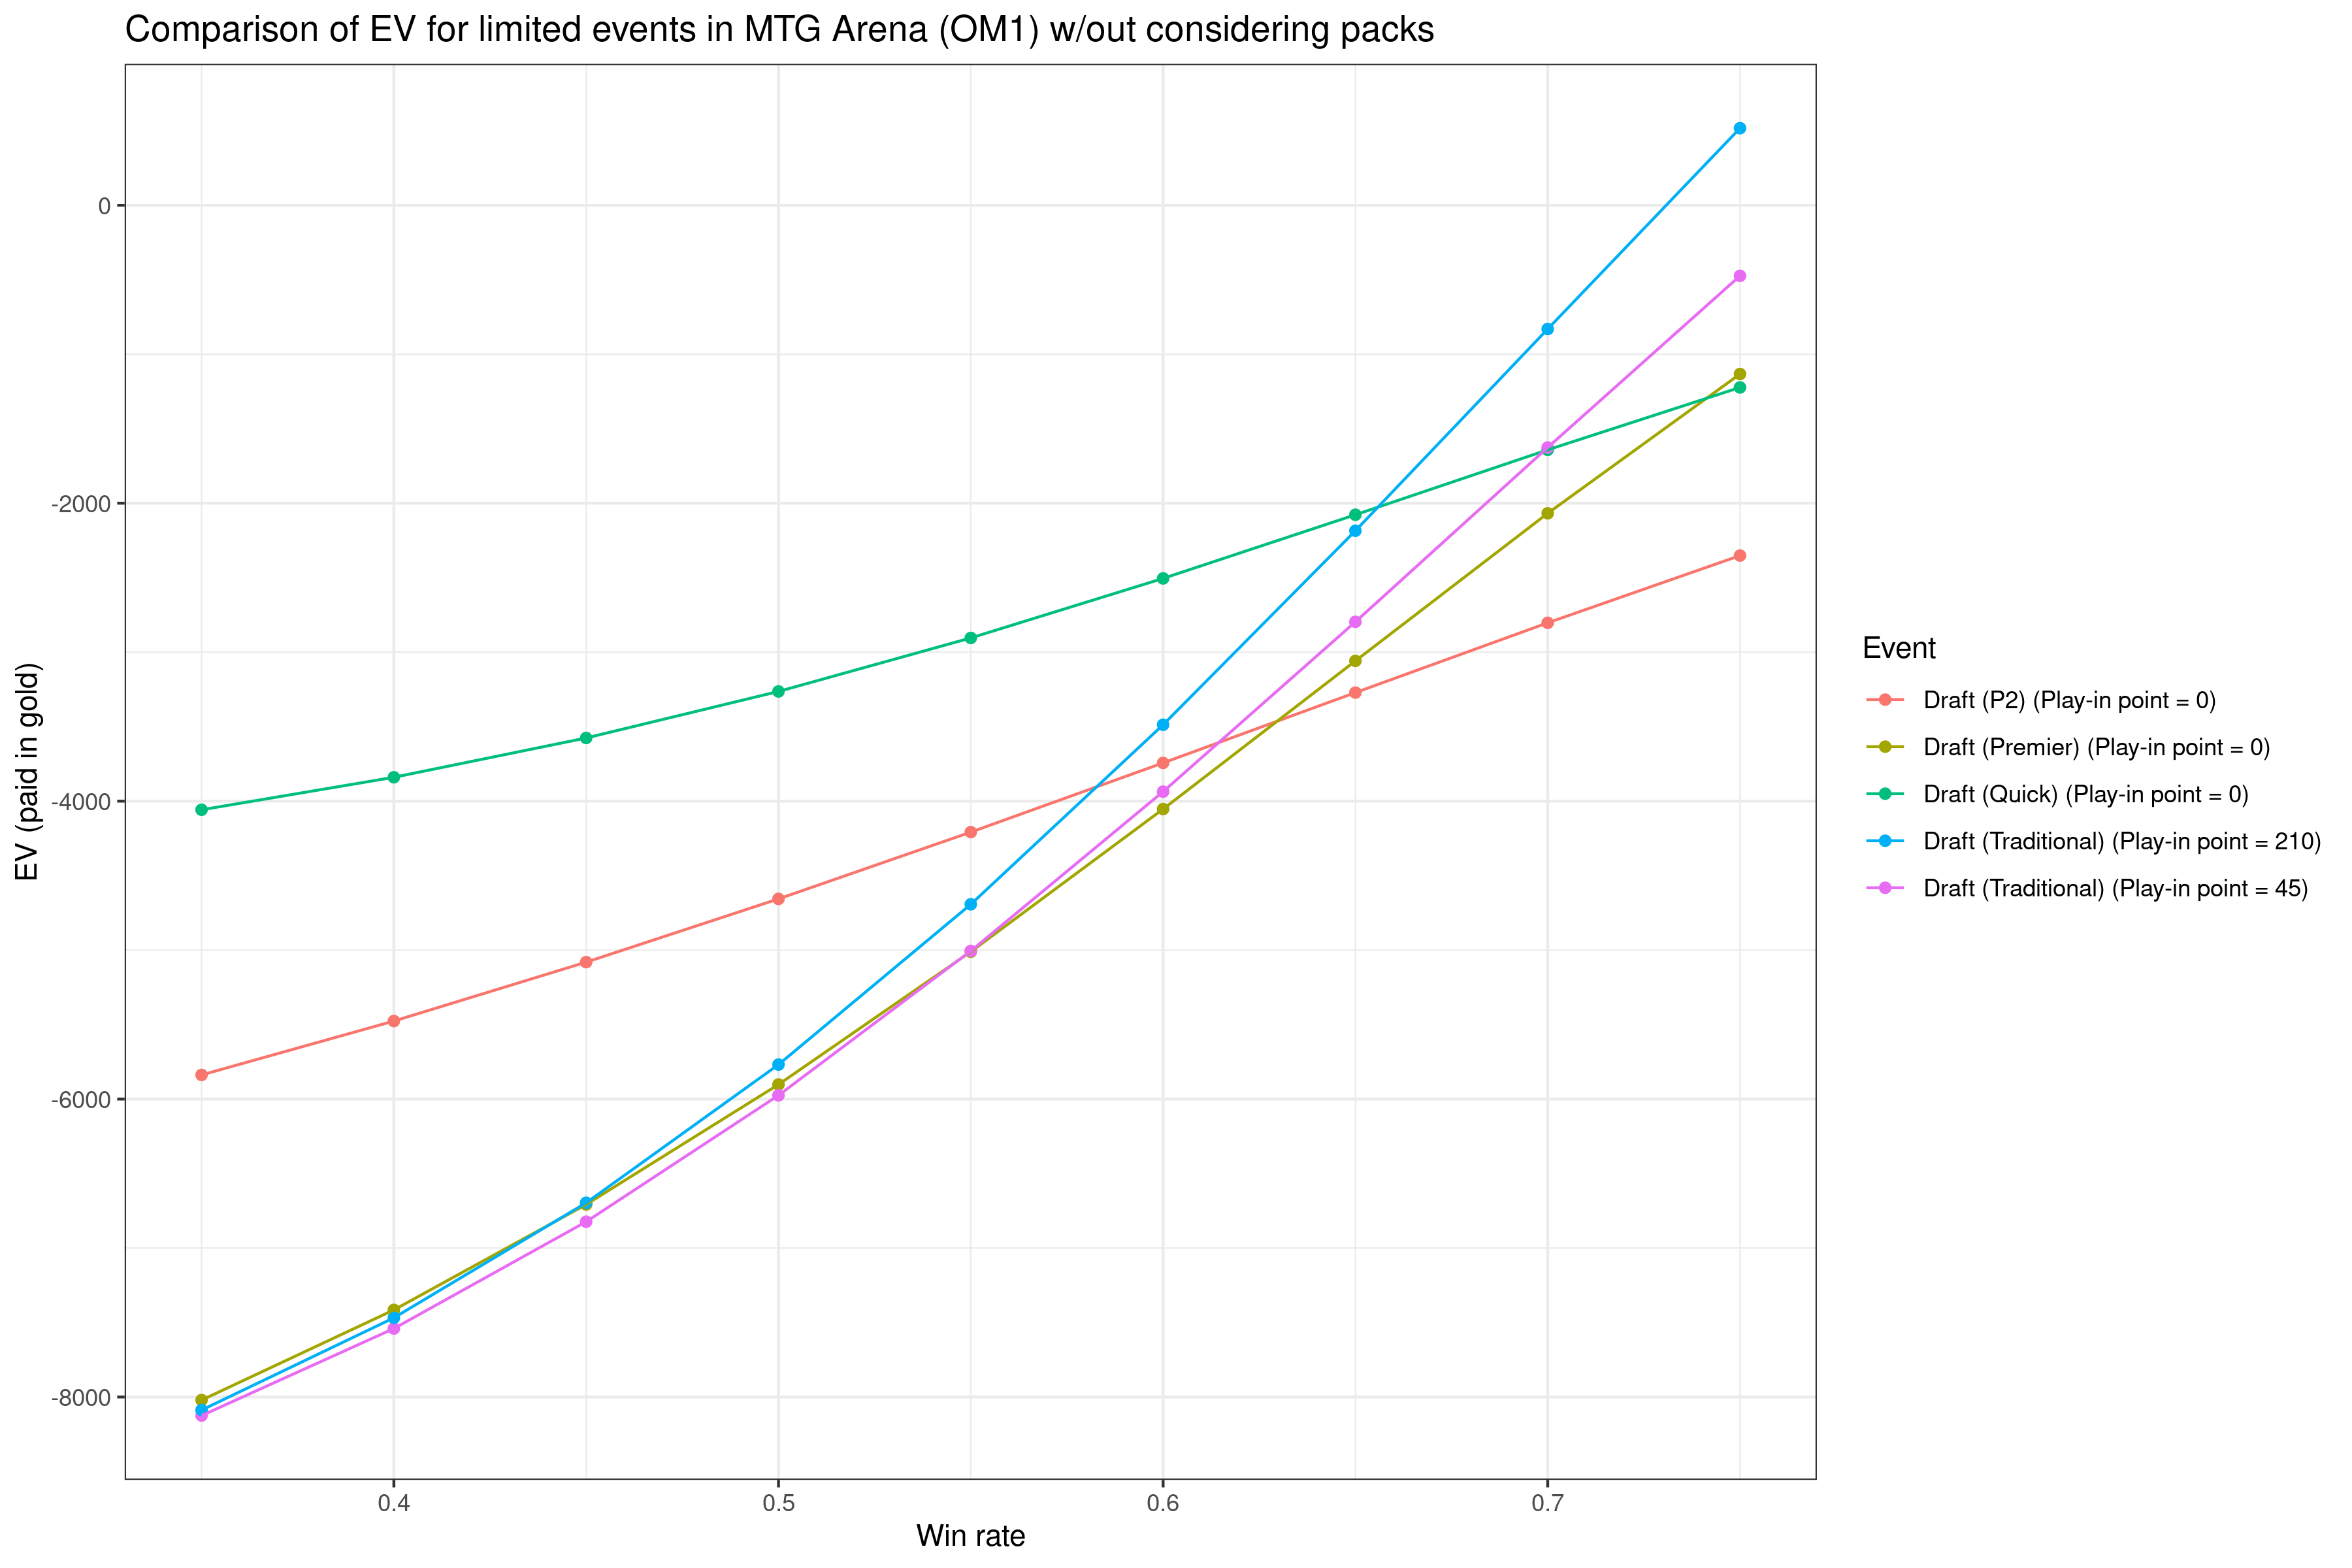 Comparison of EV for limited events in MTG Arena (OM1) w/out considering packs
EV (paid in gold)
0
-2000
-4000
-6000
-8000
0.4
0.5
0.6
0.7
Win rate
Event
Draft (P2) (Play-in point = 0)
Draft (Premier) (Play-in point = 0)
Draft (Quick) (Play-in point = 0)
Draft (Traditional) (Play-in point = 210)
Draft (Traditional) (Play-in point = 45)